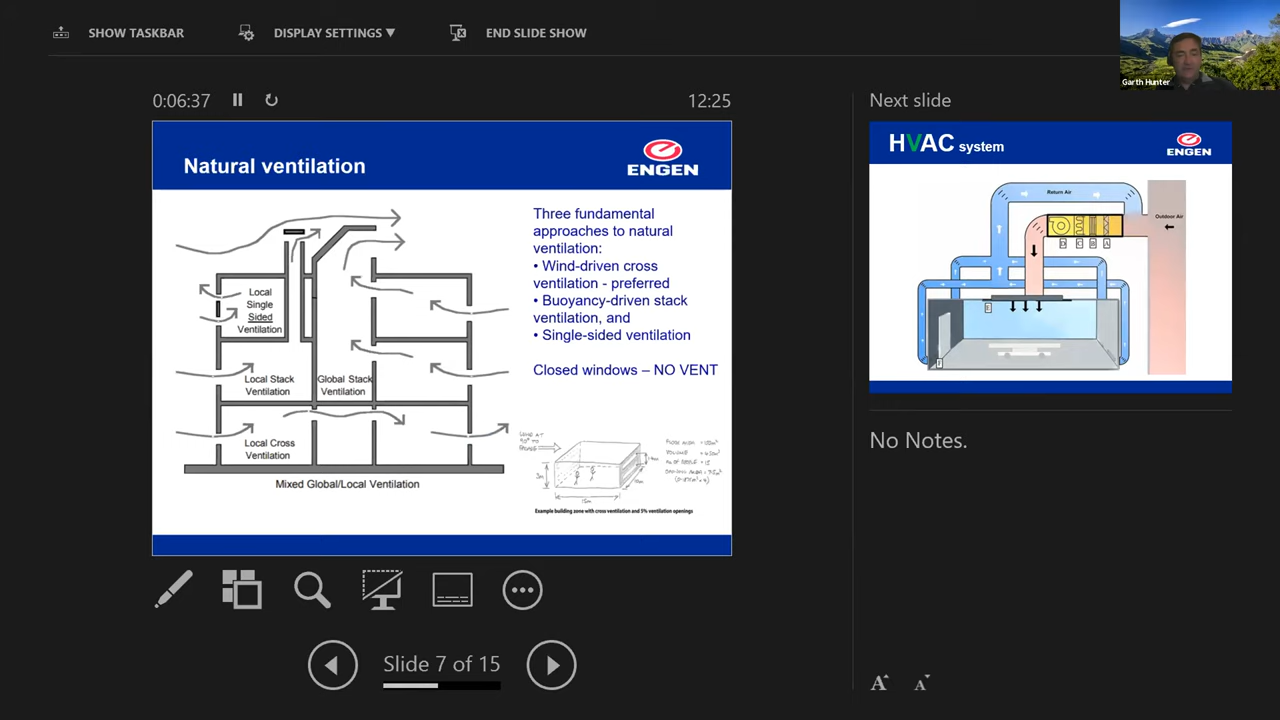 SHOW TASKBAR
DISPLAY SETTINGS ▼
END SLIDE SHOW
Garth Hunter
0:06:37
12:25
Next slide
Natural ventilation
ENGEN
Three fundamental
approaches to natural
ventilation:
• Wind-driven cross
ventilation - preferred
• Buoyancy-driven stack
ventilation, and
• Single-sided ventilation
Closed windows – NO VENT
Local
Single
Sided
Ventilation
Local Stack
Ventilation
Global Stack
Ventilation
Local Cross
Ventilation
Mixed Global/Local Ventilation
3m
15m
Example building zone with cross ventilation and 5% ventilation openings
HVAC system
ENGEN
Return Air
Outdoor Air
D
C
B
A
E
No Notes.
Slide 7 of 15
A
A